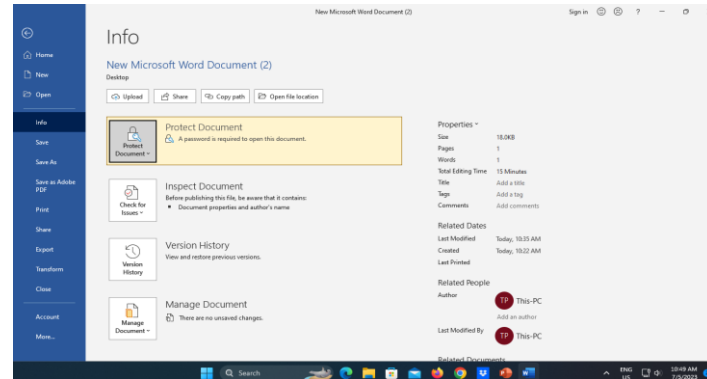 New Microsoft Word Document (2)
Sign in
?
Info
Home
New Microsoft Word Document (2)
New
Desktop
Open
Upload
Share
Copy path
Open file location
Info
Protect Document
A password is required to open this document.
Protect
Document
Save
Save As
Save as Adobe
PDF
Print
Share
Export
Transform
Close
Account
More...
Inspect Document
Before publishing this file, be aware that it contains:
Document properties and author's name
Check for
Issues
Version History
View and restore previous versions.
Version
History
Manage Document
There are no unsaved changes.
Manage
Document
Properties
Size 18.0KB
Pages 1
Words 1
Total Editing Time 15 Minutes
Title Add a title
Tags Add a tag
Comments Add comments
Related Dates
Last Modified Today, 10:35 AM
Created Today, 10:22 AM
Last Printed
Related People
Author
TP This-PC
Add an author
Last Modified By
TP This-PC
Related Documents
Search
ENG
US
10:49 AM
7/5/2023